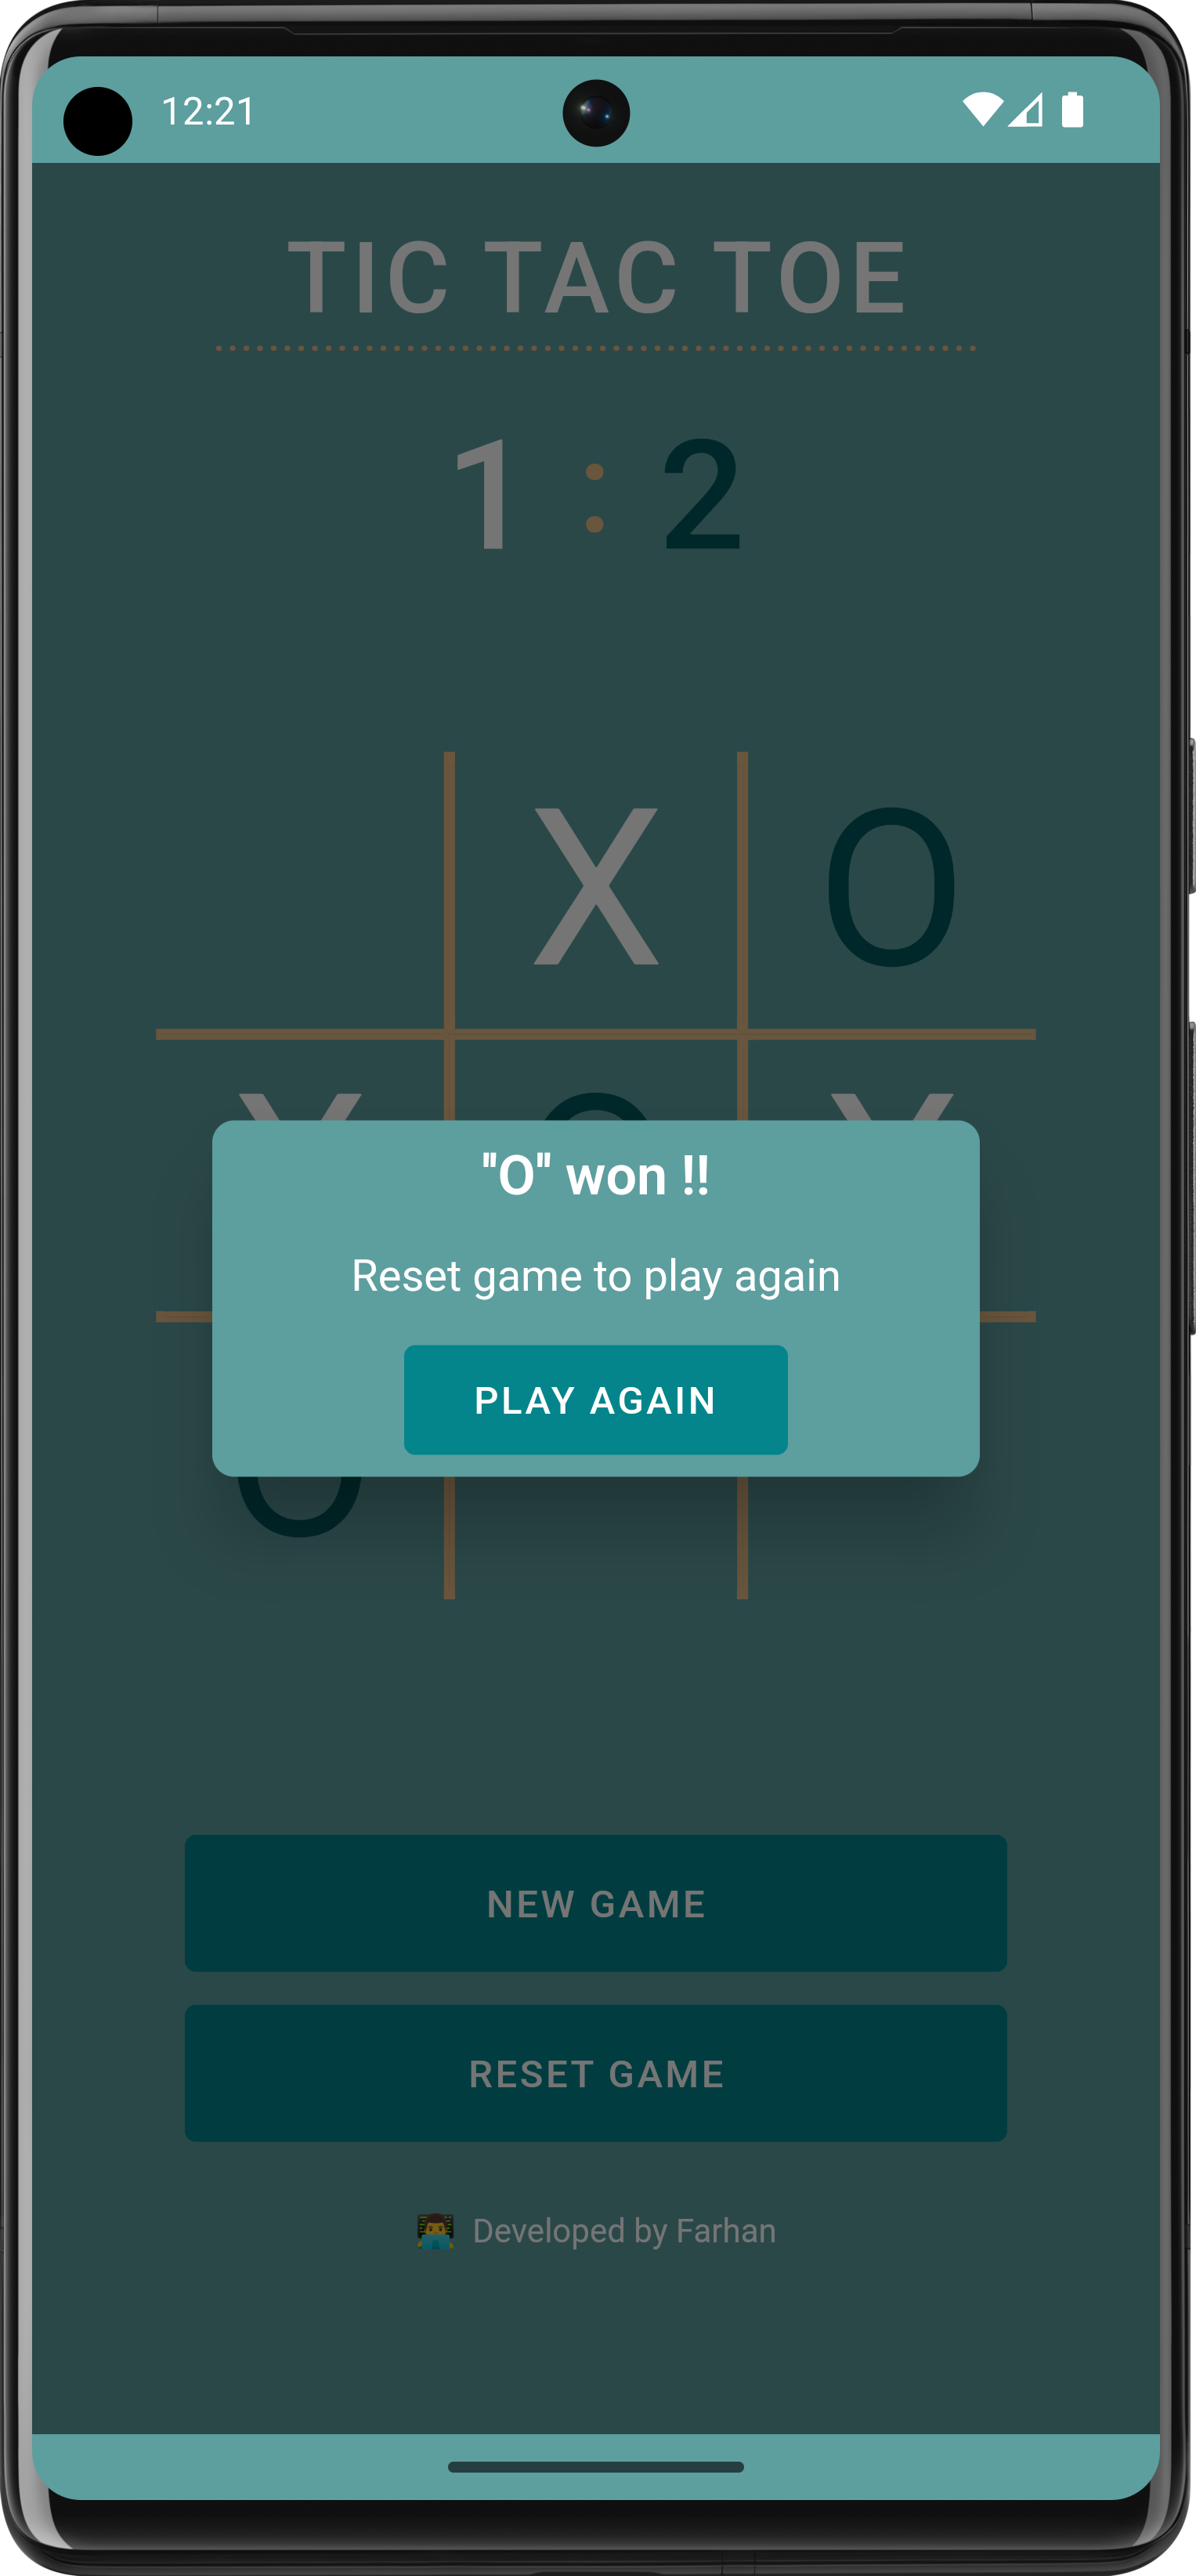 12:21
TIC TAC TOE
1 : 2
X O
X O X
"O" won !!
Reset game to play again
PLAY AGAIN
O
NEW GAME
RESET GAME
Developed by Farhan